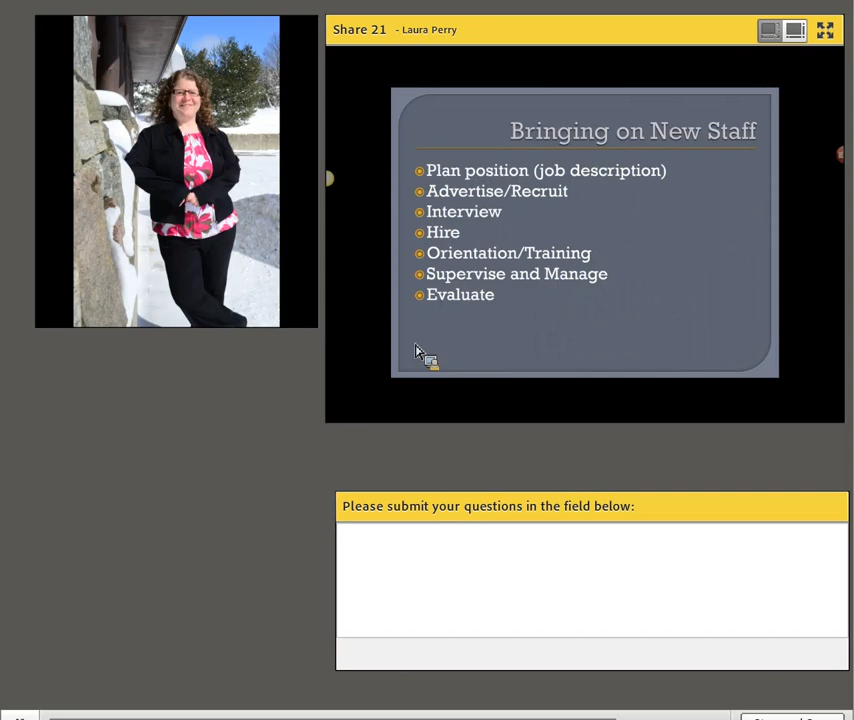 Share 21 - Laura Perry
Bringing on New Staff
Plan position (job description)
Advertise/Recruit
Interview
Hire
Orientation/Training
Supervise and Manage
Evaluate
Please submit your questions in the field below: